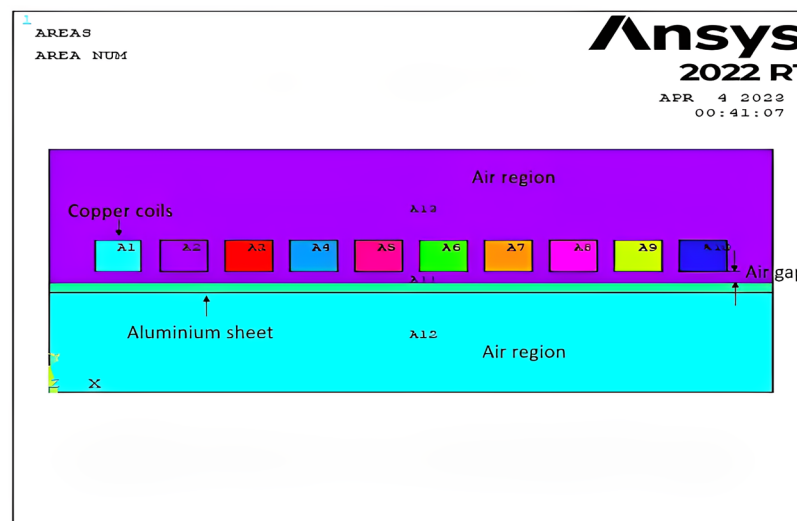 1
AREAS
AREA NUM
Ansys
2022 R1
APR 4 2022
00:41:07
Air region
A13
Copper coils
A1 A2 A3 A4 A5 A6 A7 A8 A9 A10
A11
Air gap
Aluminium sheet
A12
Air region
Y
Z X